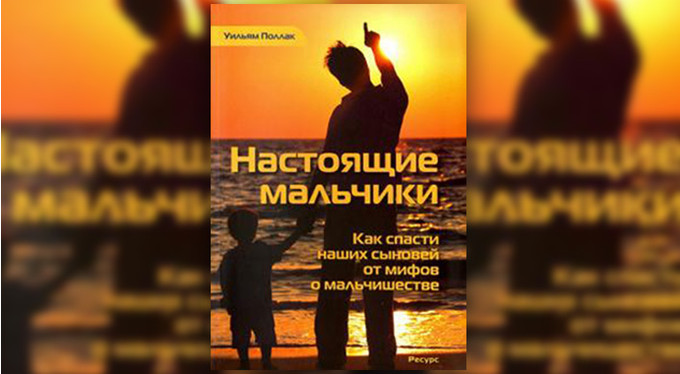 Уильям Поллак
Настоящие
мальчики
Как спасти
наших сыновей
от мифов
о мальчишестве
Ресурс